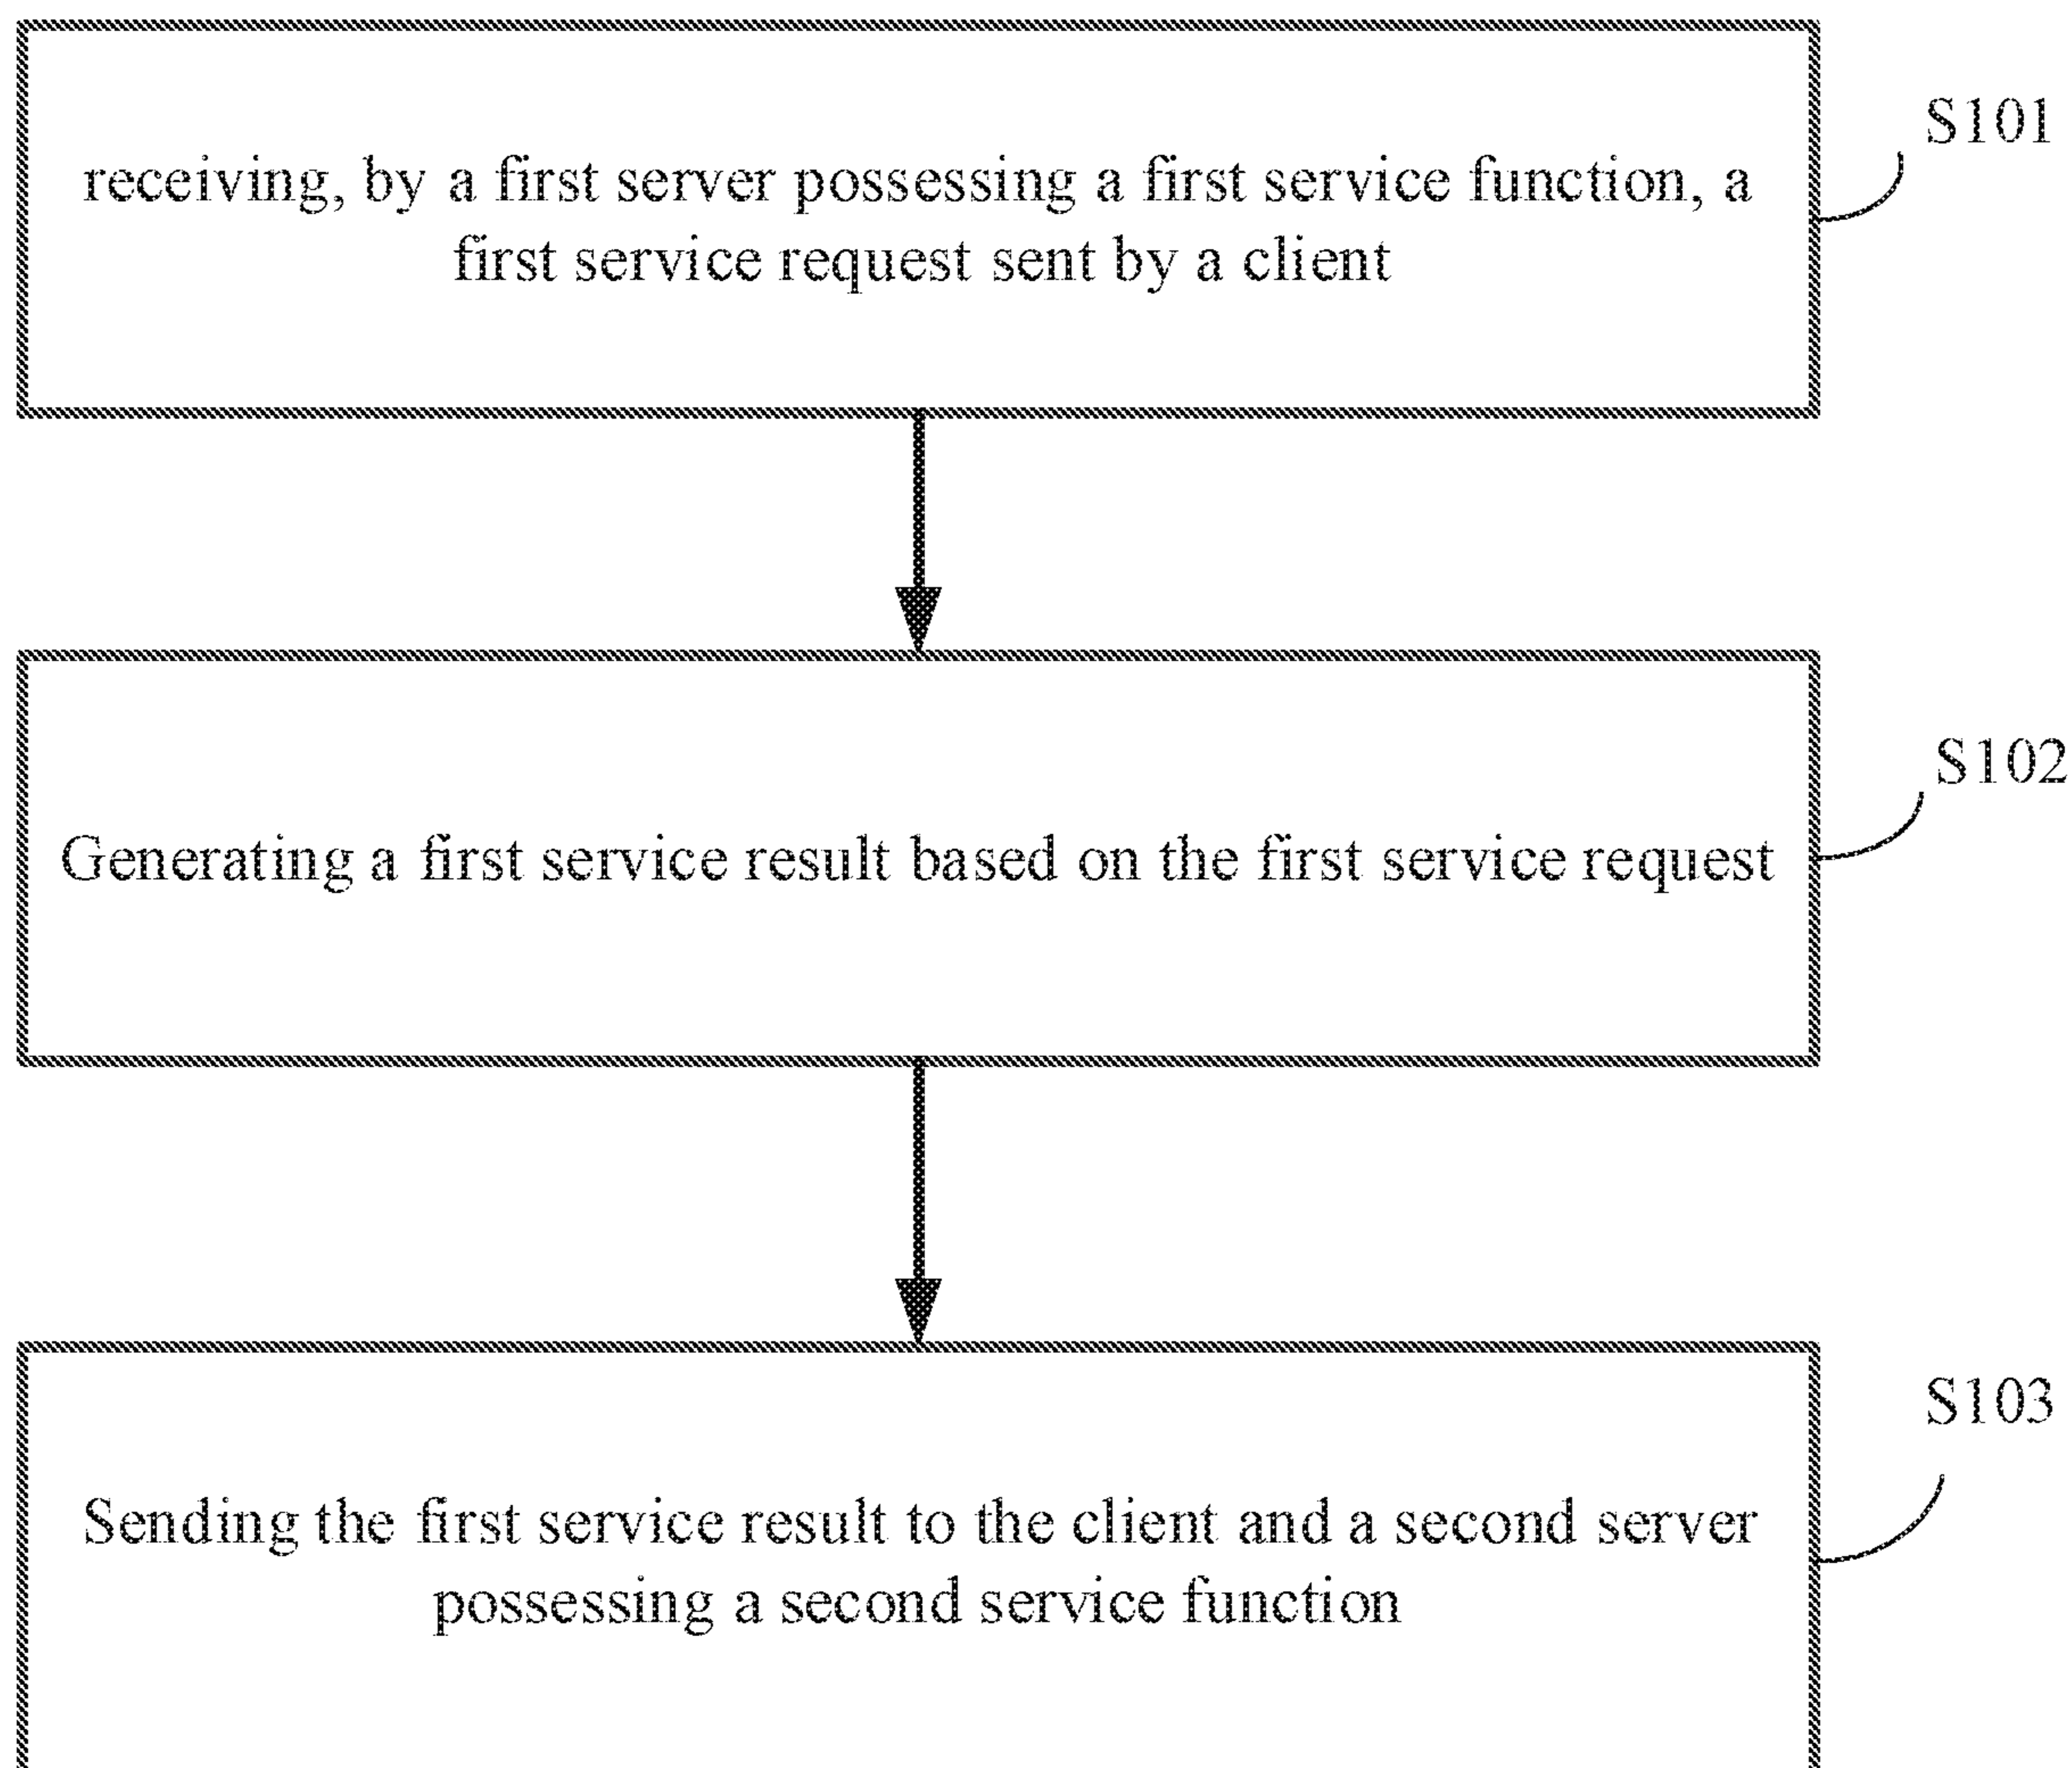 S101
receiving, by a first server possessing a first service function, a
first service request sent by a client
S102
Generating a first service result based on the first service request
S103
Sending the first service result to the client and a second server
possessing a second service function